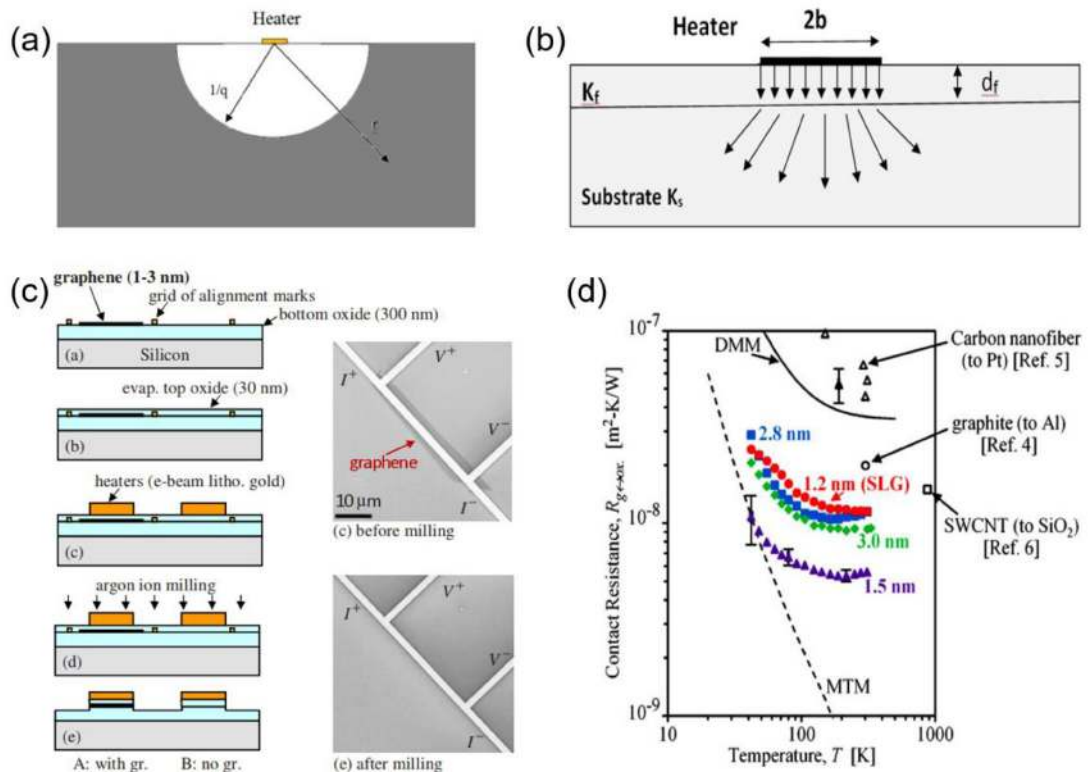 (a)
Heater
1/q
r
(b)
Heater
2b
K_f
d_f
Substrate K_s
(c)
graphene (1-3 nm)
grid of alignment marks
bottom oxide (300 nm)
(a)
Silicon
evap. top oxide (30 nm)
(b)
heaters (e-beam litho. gold)
(c)
argon ion milling
(d)
(e)
A: with gr.
B: no gr.
I⁺
V⁺
V⁻
I⁻
graphene
10 μm
(c) before milling
I⁺
V⁺
V⁻
I⁻
(e) after milling
(d)
10⁻⁷
10⁻⁸
10⁻⁹
Contact Resistance, R_g↔ox. [m²-K/W]
DMM
Carbon nanofiber
(to Pt) [Ref. 5]
graphite (to Al)
[Ref. 4]
2.8 nm
1.2 nm (SLG)
3.0 nm
SWCNT (to SiO₂)
[Ref. 6]
1.5 nm
MTM
10
100
1000
Temperature, T [K]